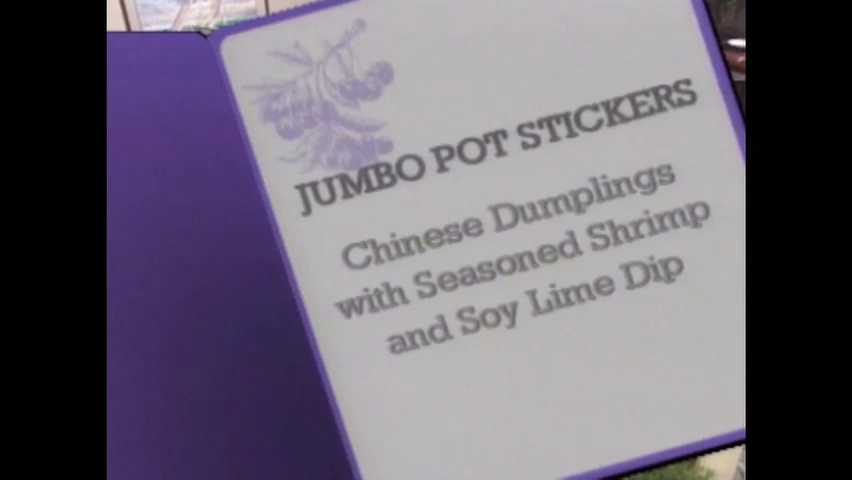 JUMBO POT STICKERS
Chinese Dumplings
with Seasoned Shrimp
and Soy Lime Dip